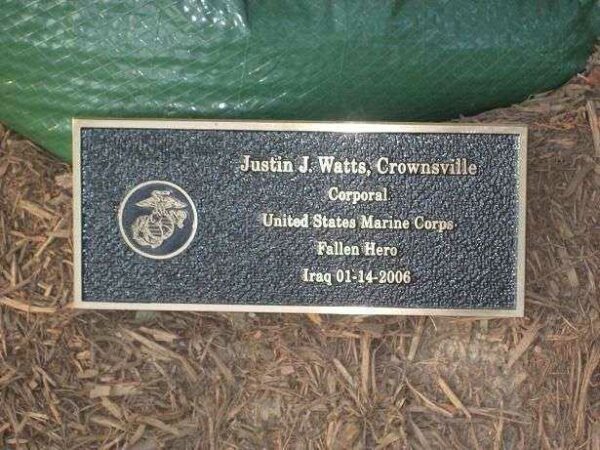 Justin J. Watts, Crownsville
Corporal
United States Marine Corps
Fallen Hero
Iraq 01-14-2006